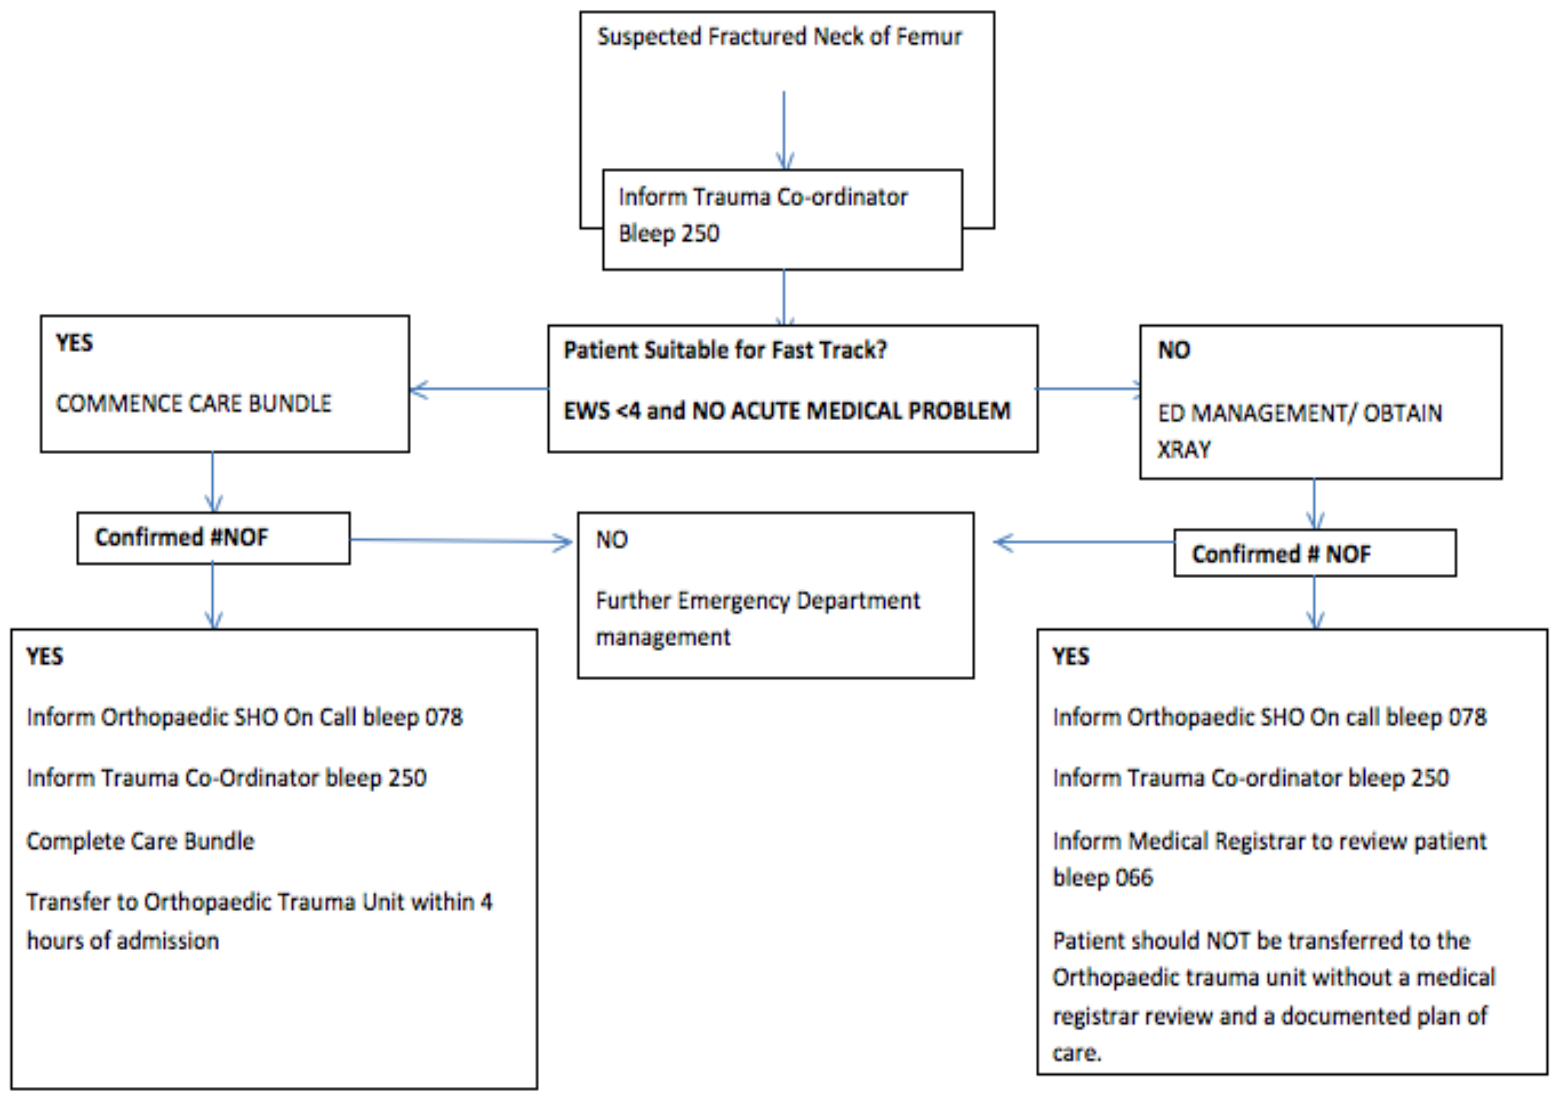 Suspected Fractured Neck of Femur
Inform Trauma Co-ordinator
Bleep 250
YES
COMMENCE CARE BUNDLE
Patient Suitable for Fast Track?
EWS <4 and NO ACUTE MEDICAL PROBLEM
NO
ED MANAGEMENT/ OBTAIN
XRAY
Confirmed #NOF
NO
Further Emergency Department
management
Confirmed # NOF
YES
Inform Orthopaedic SHO On Call bleep 078
Inform Trauma Co-Ordinator bleep 250
Complete Care Bundle
Transfer to Orthopaedic Trauma Unit within 4
hours of admission
YES
Inform Orthopaedic SHO On call bleep 078
Inform Trauma Co-ordinator bleep 250
Inform Medical Registrar to review patient
bleep 066
Patient should NOT be transferred to the
Orthopaedic trauma unit without a medical
registrar review and a documented plan of
care.